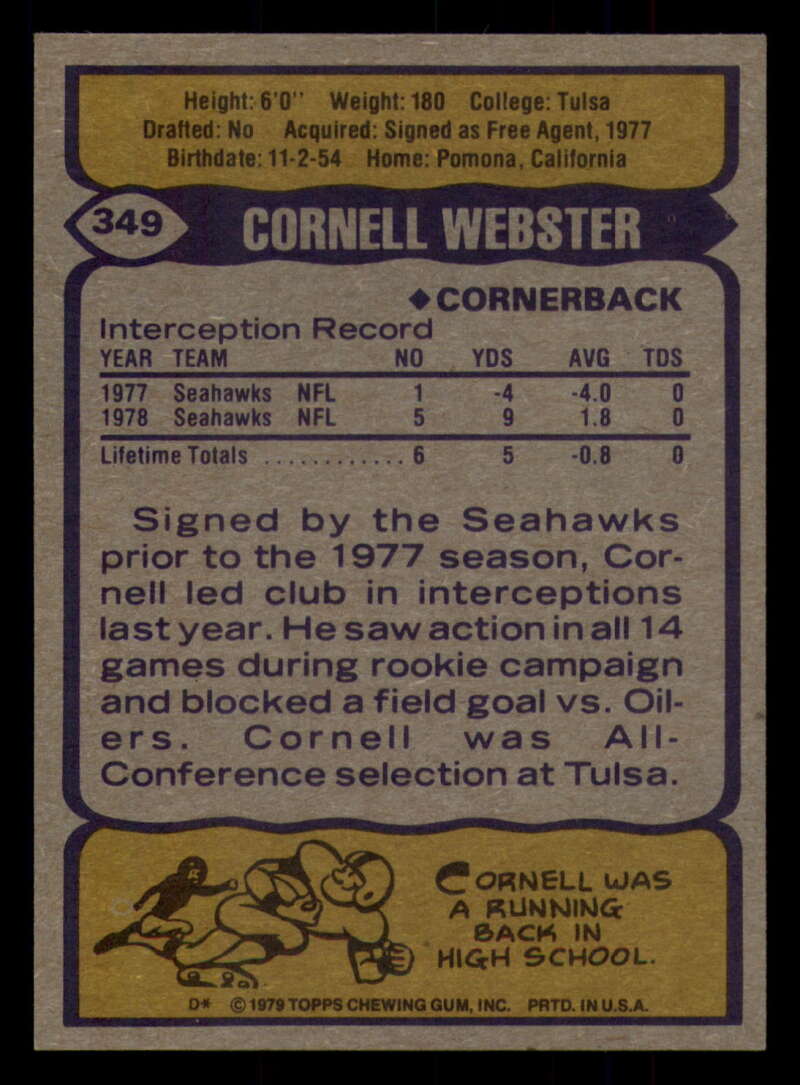 Height: 6'0" Weight: 180 College: Tulsa
Drafted: No Acquired: Signed as Free Agent, 1977
Birthdate: 11-2-54 Home: Pomona, California
349 CORNELL WEBSTER
◆CORNERBACK
Interception Record
YEAR TEAM NO YDS AVG TDS
1977 Seahawks NFL 1 -4 -4.0 0
1978 Seahawks NFL 5 9 1.8 0
Lifetime Totals ............ 6 5 -0.8 0
Signed by the Seahawks
prior to the 1977 season, Cor-
nell led club in interceptions
last year. He saw action in all 14
games during rookie campaign
and blocked a field goal vs. Oil-
ers. Cornell was All-
Conference selection at Tulsa.
CORNELL WAS
A RUNNING
BACK IN
HIGH SCHOOL.
D* © 1979 TOPPS CHEWING GUM, INC. PRTD. IN U.S.A.